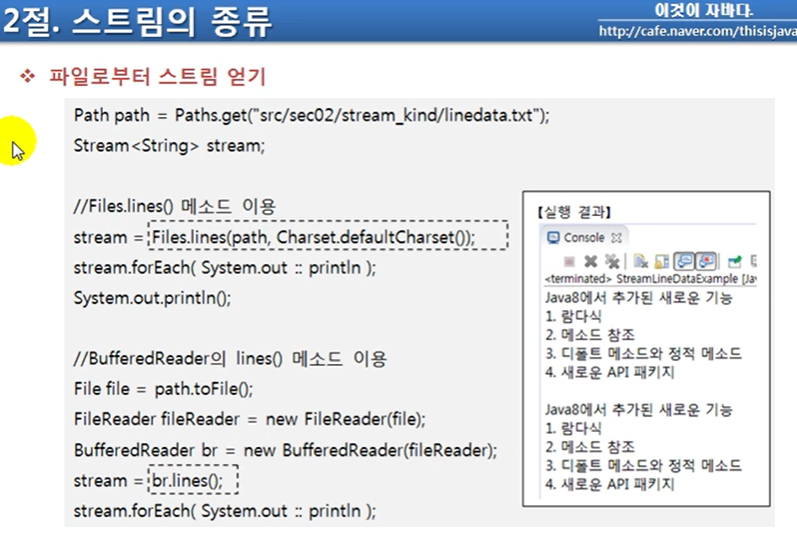 2절. 스트림의 종류
이것이 자바다.
http://cafe.naver.com/thisisjava
❖ 파일로부터 스트림 얻기
Path path = Paths.get("src/sec02/stream_kind/linedata.txt");
Stream<String> stream;
//Files.lines() 메소드 이용
stream = Files.lines(path, Charset.defaultCharset());
stream.forEach( System.out :: println );
System.out.println();
//BufferedReader의 lines() 메소드 이용
File file = path.toFile();
FileReader fileReader = new FileReader(file);
BufferedReader br = new BufferedReader(fileReader);
stream = br.lines();
stream.forEach( System.out :: println );
[실행 결과]
Console
<terminated> StreamLineDataExample [Jav
Java8에서 추가된 새로운 기능
1. 람다식
2. 메소드 참조
3. 디폴트 메소드와 정적 메소드
4. 새로운 API 패키지
Java8에서 추가된 새로운 기능
1. 람다식
2. 메소드 참조
3. 디폴트 메소드와 정적 메소드
4. 새로운 API 패키지